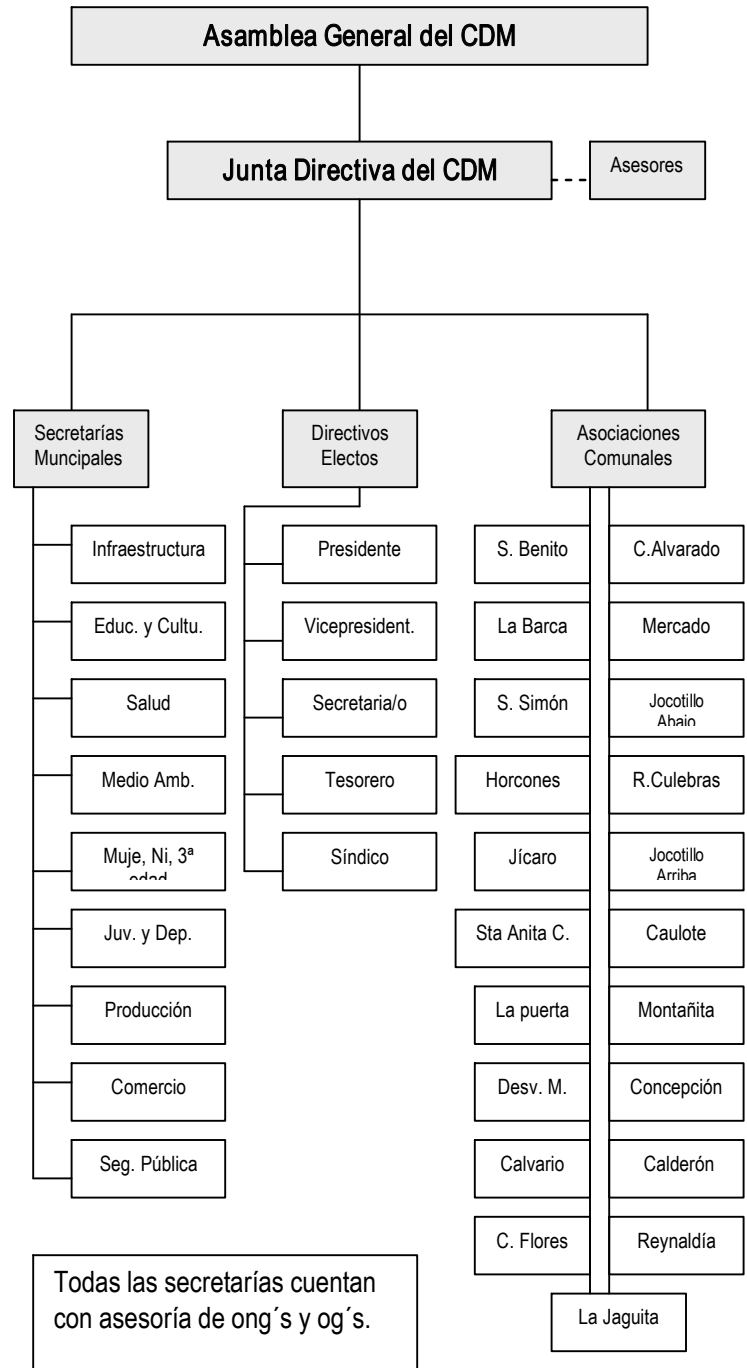 Asamblea General del CDM
Junta Directiva del CDM
Asesores
Secretarías
Muncipales
Directivos
Electos
Asociaciones
Comunales
Infraestructura
Educ. y Cultu.
Salud
Medio Amb.
Muje, Ni, 3ª
edad
Juv. y Dep.
Producción
Comercio
Seg. Pública
Presidente
Vicepresident.
Secretaria/o
Tesorero
Síndico
S. Benito
C.Alvarado
La Barca
Mercado
S. Simón
Jocotillo
Abajo
Horcones
R.Culebras
Jícaro
Jocotillo
Arriba
Sta Anita C.
Caulote
La puerta
Montañita
Desv. M.
Concepción
Calvario
Calderón
C. Flores
Reynaldía
La Jaguita
Todas las secretarías cuentan
con asesoría de ong´s y og´s.